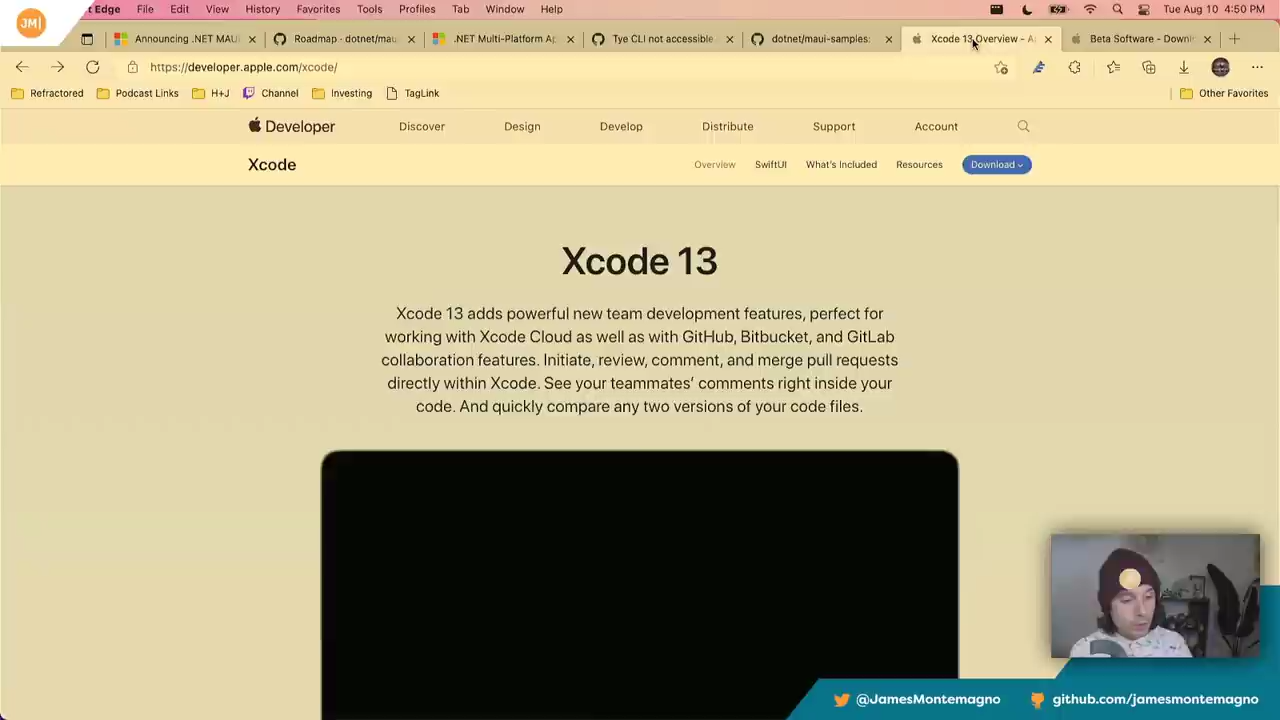 JM|
Edge File Edit View History Favorites Tools Profiles Tab Window Help
Tue Aug 10 4:50 PM
Announcing .NET MAUI
Roadmap · dotnet/mau
.NET Multi-Platform Ap
Tye CLI not accessible
dotnet/maui-samples:
Xcode 13 Overview - A
Beta Software - Downl
https://developer.apple.com/xcode/
Refractored
Podcast Links
H+J
Channel
Investing
TagLink
Other Favorites
Developer
Discover
Design
Develop
Distribute
Support
Account
Xcode
Overview
SwiftUI
What's Included
Resources
Download
Xcode 13
Xcode 13 adds powerful new team development features, perfect for
working with Xcode Cloud as well as with GitHub, Bitbucket, and GitLab
collaboration features. Initiate, review, comment, and merge pull requests
directly within Xcode. See your teammates’ comments right inside your
code. And quickly compare any two versions of your code files.
@JamesMontemagno
github.com/jamesmontemagno